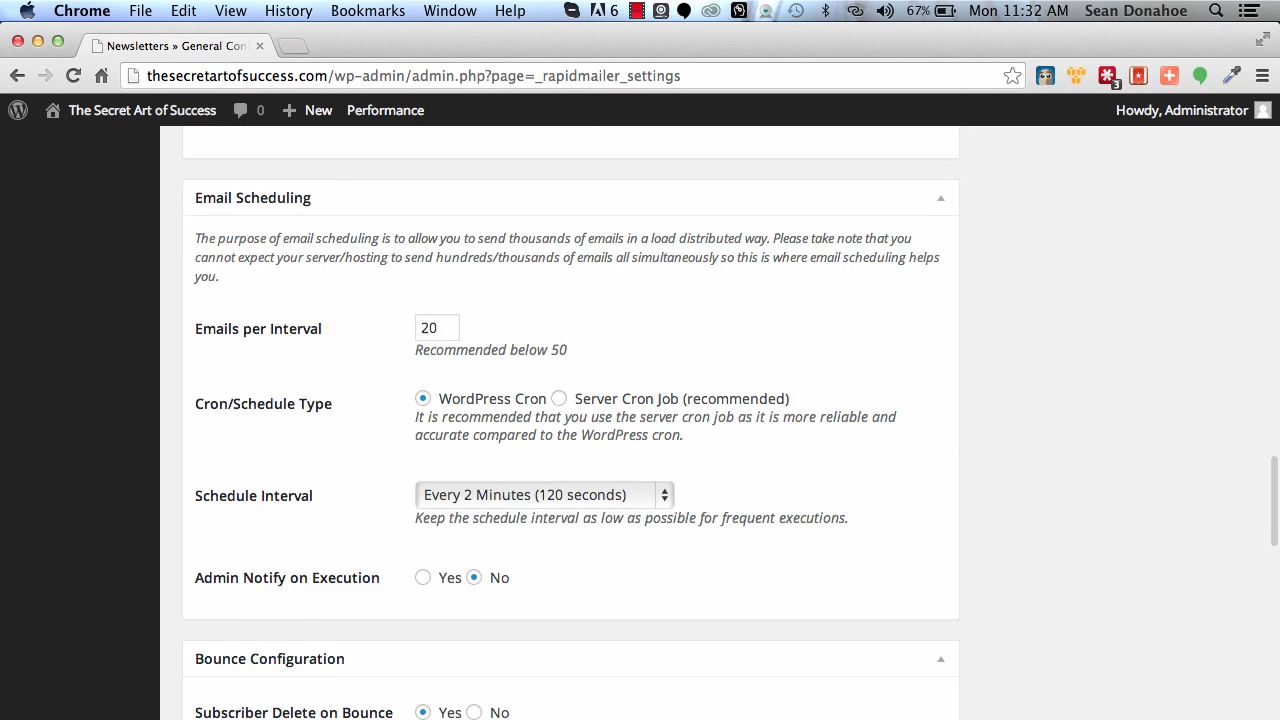 Chrome File Edit View History Bookmarks Window Help 6 67% Mon 11:32 AM Sean Donahoe
Newsletters » General Con
thesecretartofsuccess.com/wp-admin/admin.php?page=_rapidmailer_settings 3
The Secret Art of Success 0 New Performance Howdy, Administrator
Email Scheduling
The purpose of email scheduling is to allow you to send thousands of emails in a load distributed way. Please take note that you
cannot expect your server/hosting to send hundreds/thousands of emails all simultaneously so this is where email scheduling helps
you.
Emails per Interval 20
Recommended below 50
Cron/Schedule Type WordPress Cron Server Cron Job (recommended)
It is recommended that you use the server cron job as it is more reliable and
accurate compared to the WordPress cron.
Schedule Interval Every 2 Minutes (120 seconds)
Keep the schedule interval as low as possible for frequent executions.
Admin Notify on Execution Yes No
Bounce Configuration
Subscriber Delete on Bounce Yes No